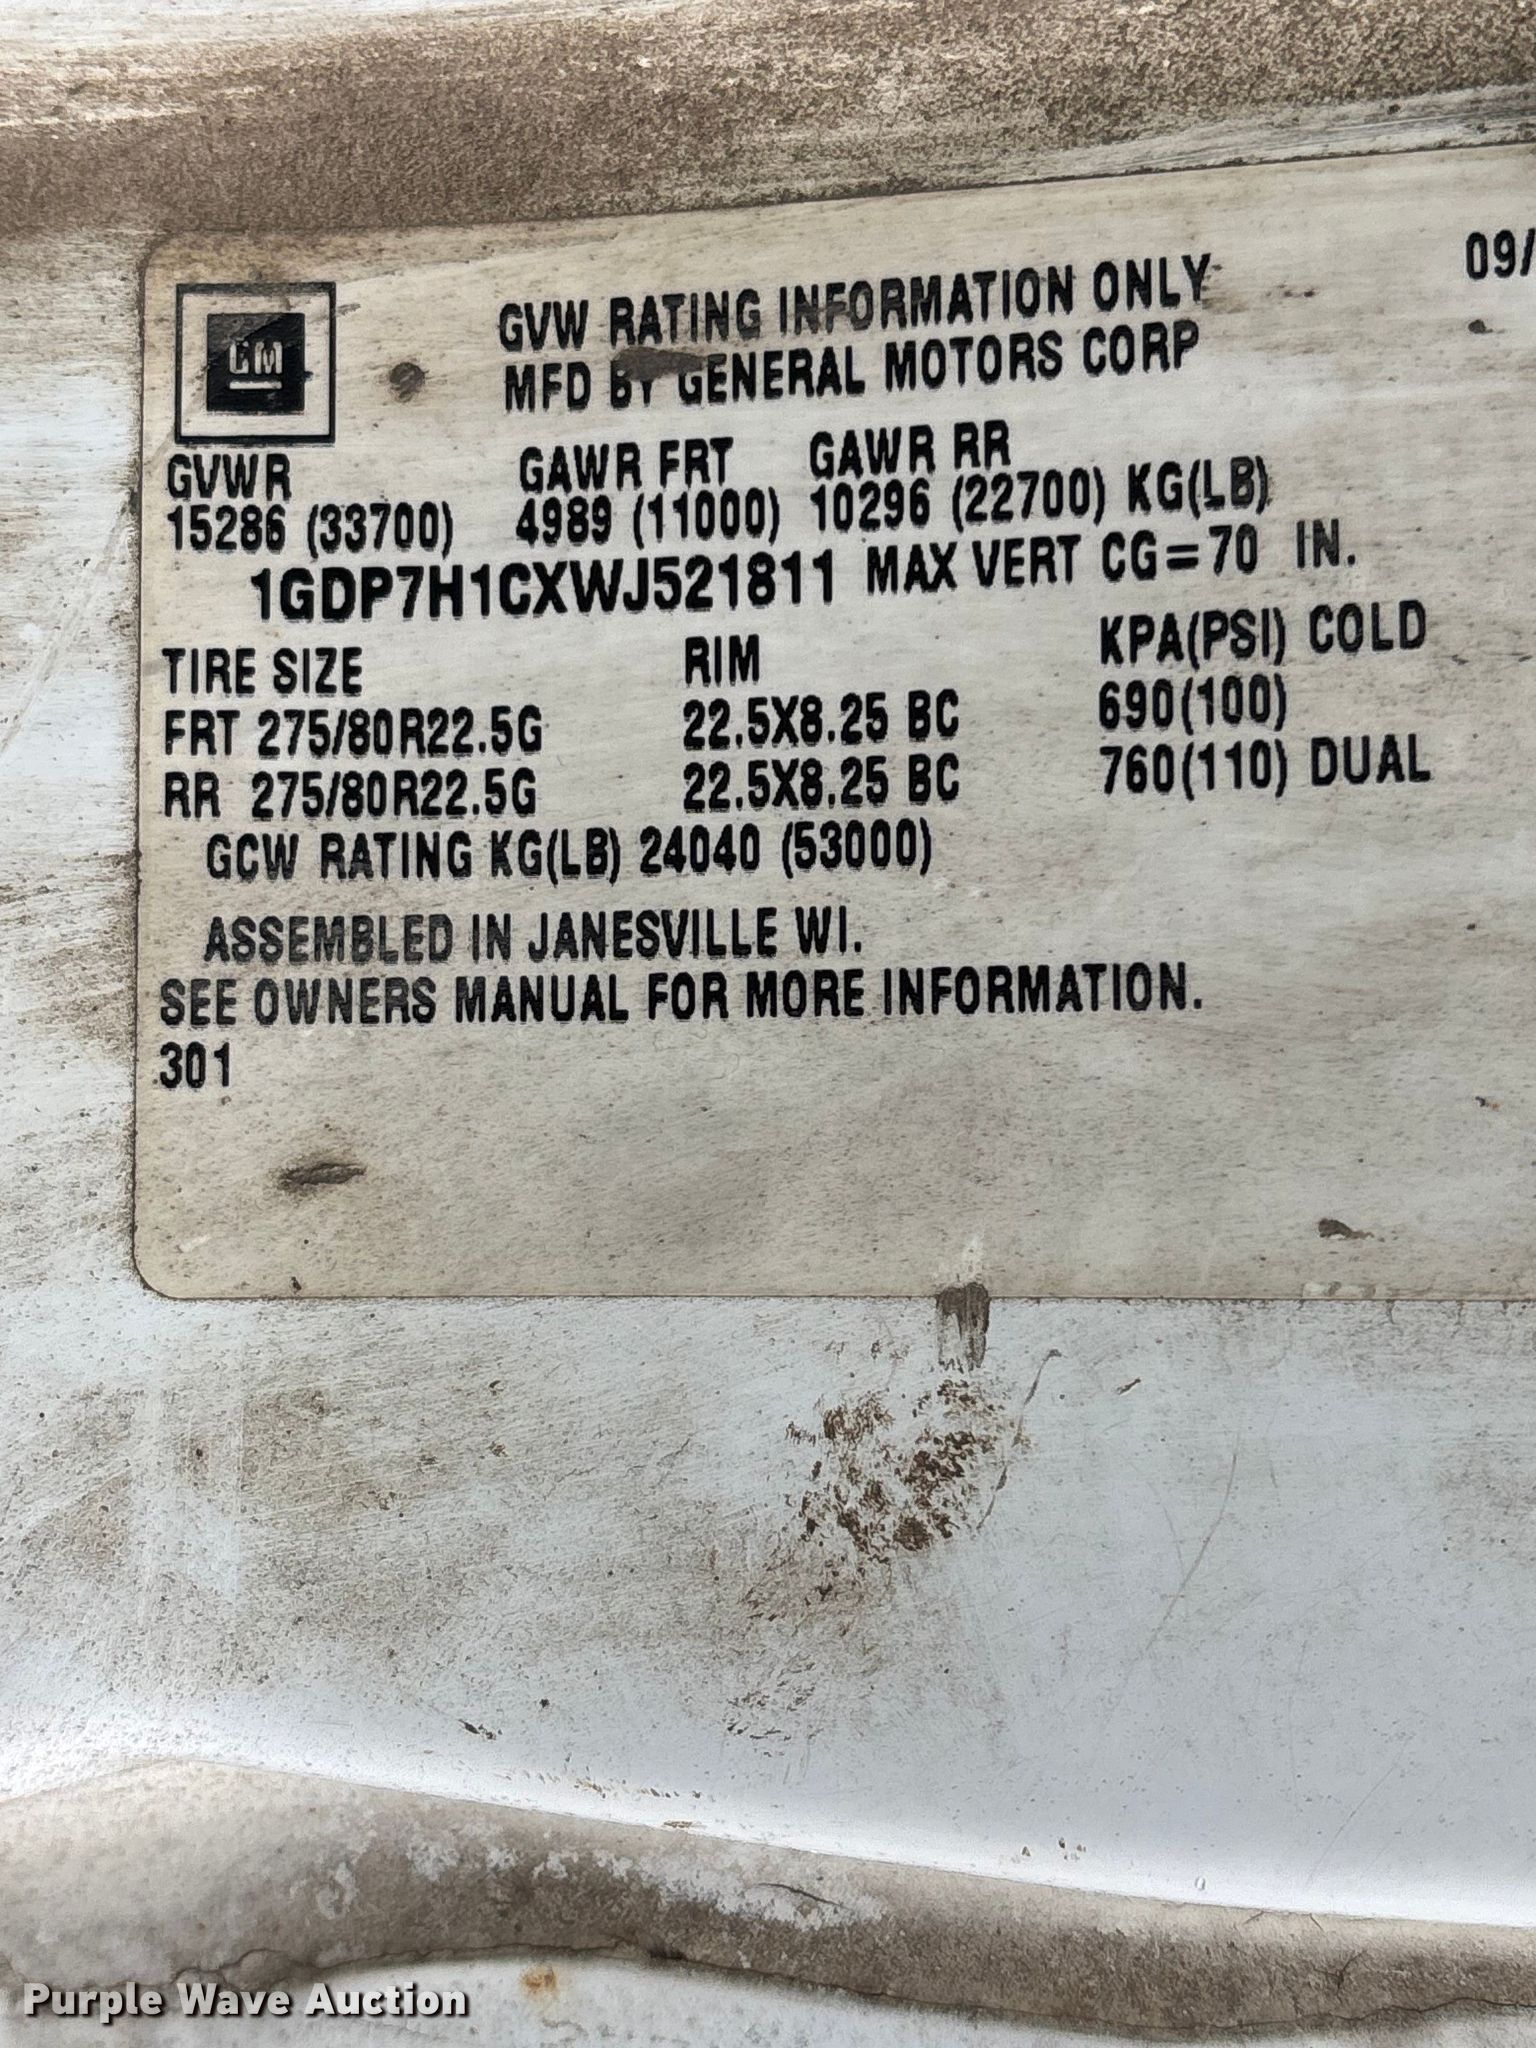 09/
GM
GVW RATING INFORMATION ONLY
MFD BY GENERAL MOTORS CORP
GVWR GAWR FRT GAWR RR
15286 (33700) 4989 (11000) 10296 (22700) KG(LB)
1GDP7H1CXWJ521811 MAX VERT CG=70 IN.
TIRE SIZE RIM KPA(PSI) COLD
FRT 275/80R22.5G 22.5X8.25 BC 690(100)
RR 275/80R22.5G 22.5X8.25 BC 760(110) DUAL
GCW RATING KG(LB) 24040 (53000)
ASSEMBLED IN JANESVILLE WI.
SEE OWNERS MANUAL FOR MORE INFORMATION.
301
Purple Wave Auction